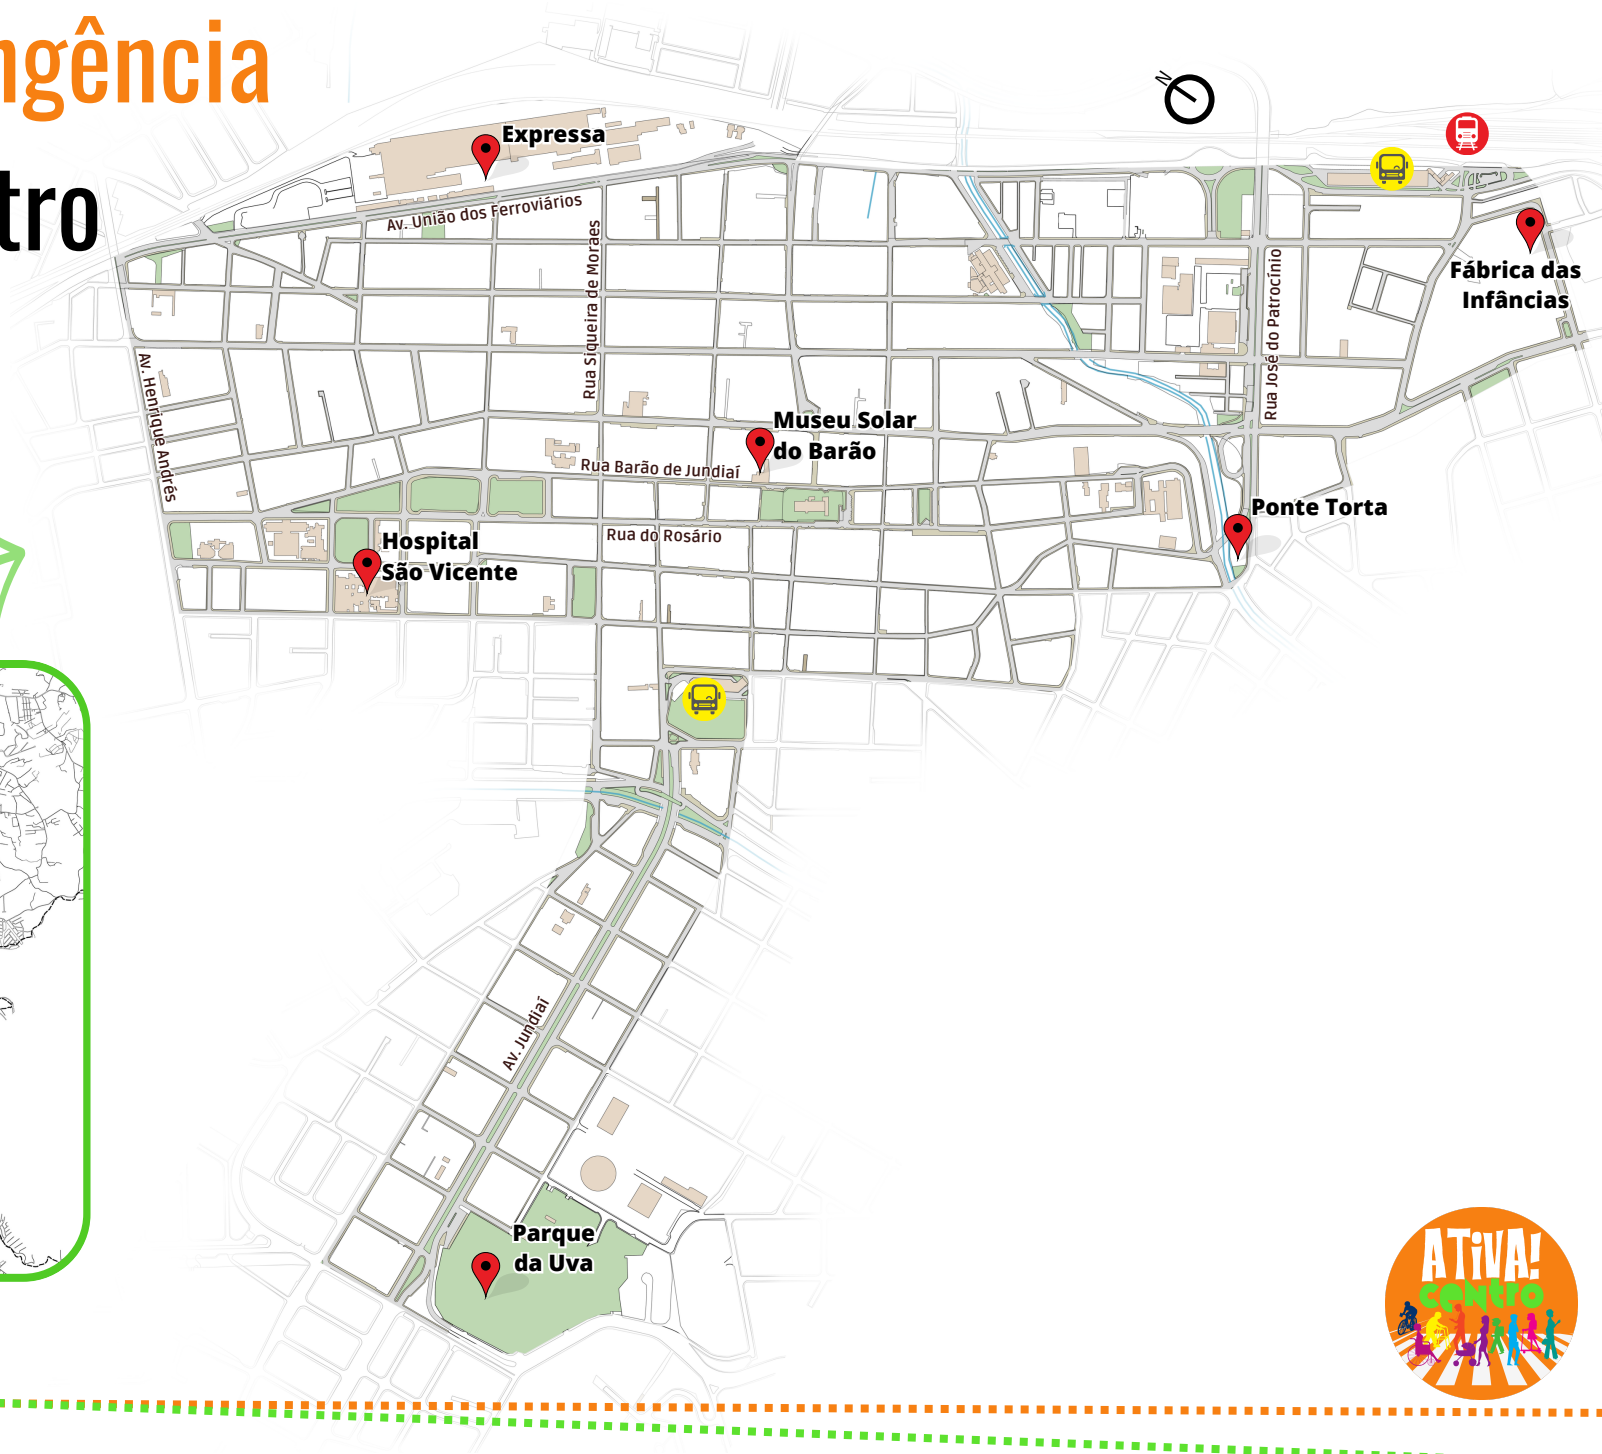 ngência
tro
N
Expressa
Av. União dos Ferroviários
Rua Siqueira de Moraes
Fábrica das
Infâncias
Rua José do Patrocínio
Av. Henrique Andrés
Museu Solar
do Barão
Rua Barão de Jundiaí
Ponte Torta
Rua do Rosário
Hospital
São Vicente
Av. Jundiaí
Parque
da Uva
ATiVA!
centro